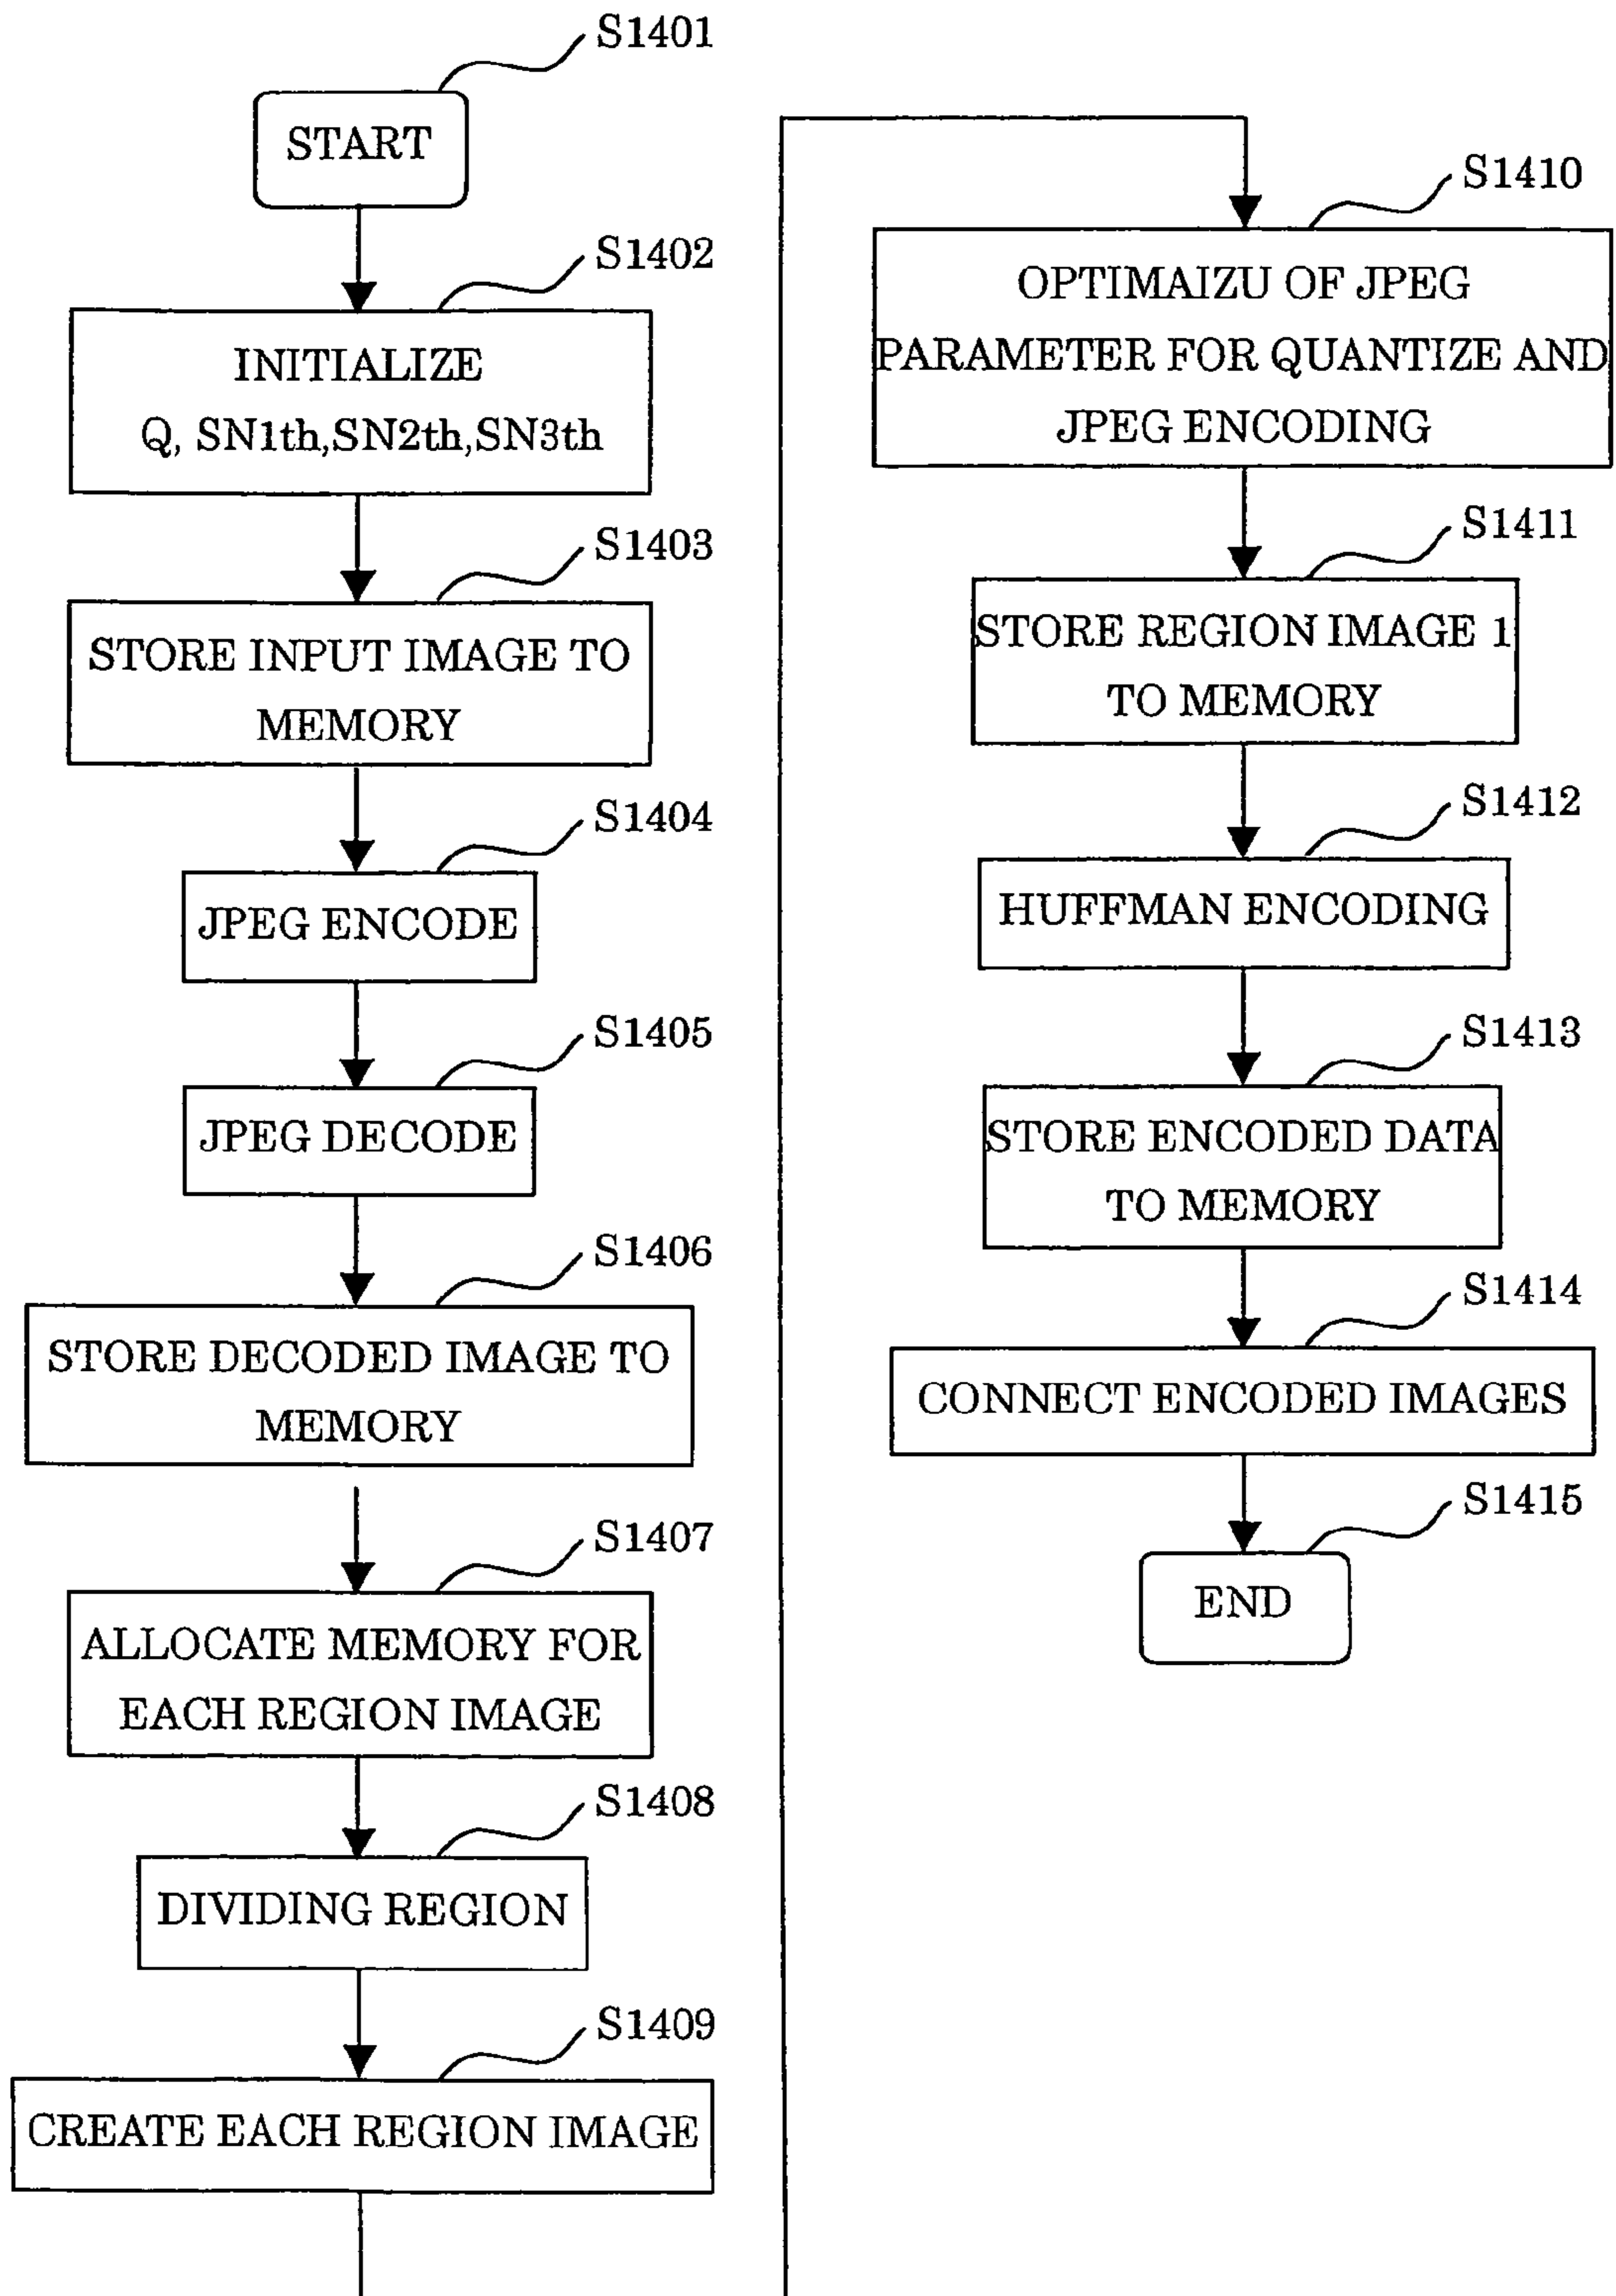 S1401
START
S1402
INITIALIZE
Q, SN1th,SN2th,SN3th
S1403
STORE INPUT IMAGE TO
MEMORY
S1404
JPEG ENCODE
S1405
JPEG DECODE
S1406
STORE DECODED IMAGE TO
MEMORY
S1407
ALLOCATE MEMORY FOR
EACH REGION IMAGE
S1408
DIVIDING REGION
S1409
CREATE EACH REGION IMAGE
S1410
OPTIMAIZU OF JPEG
PARAMETER FOR QUANTIZE AND
JPEG ENCODING
S1411
STORE REGION IMAGE 1
TO MEMORY
S1412
HUFFMAN ENCODING
S1413
STORE ENCODED DATA
TO MEMORY
S1414
CONNECT ENCODED IMAGES
S1415
END